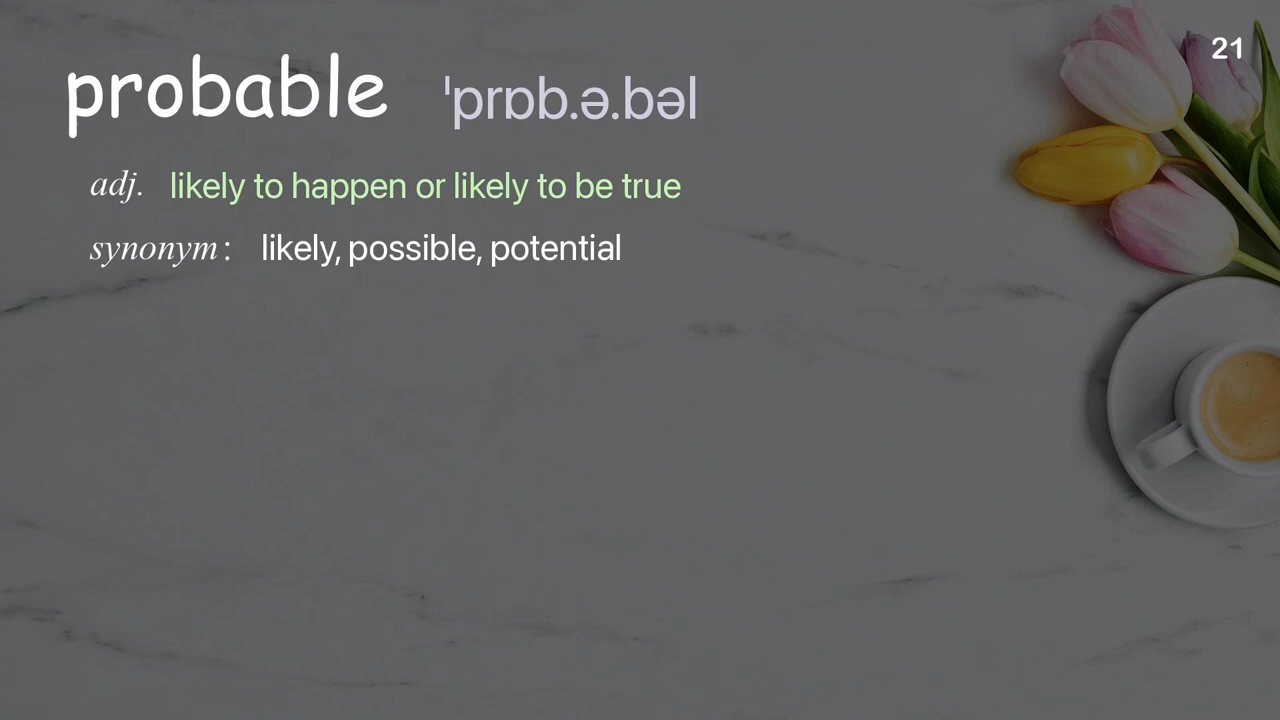 21
probable ˈprɒb.ə.bəl
adj. likely to happen or likely to be true
synonym: likely, possible, potential